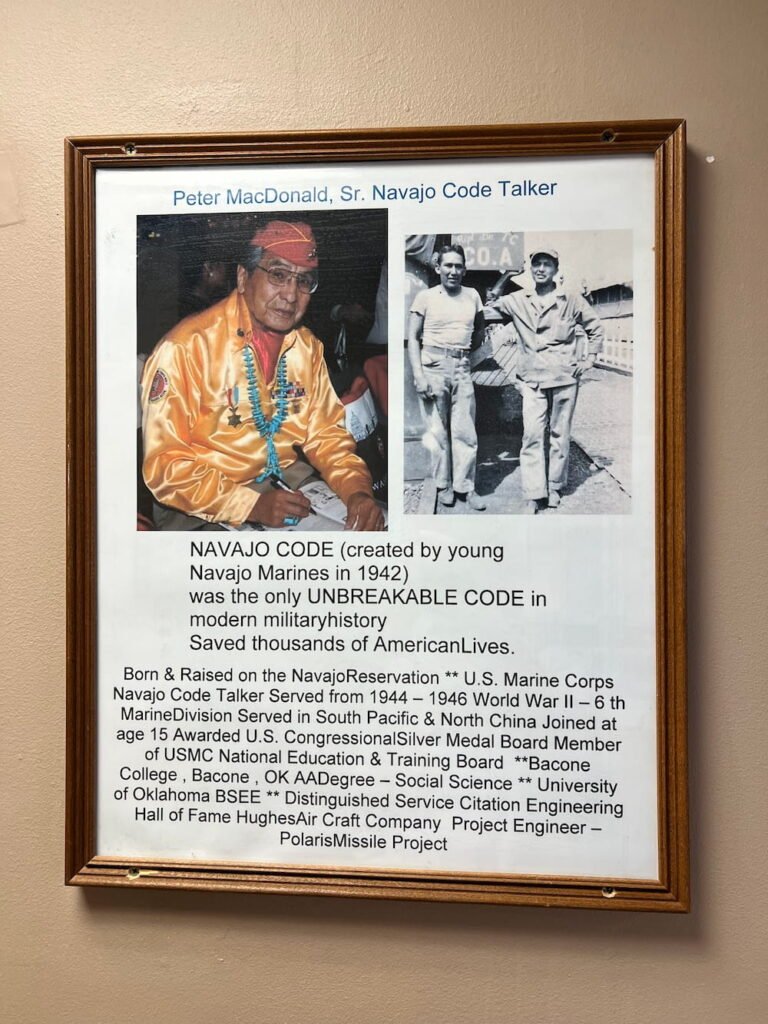 Peter MacDonald, Sr. Navajo Code Talker
CO.A
NAVAJO CODE (created by young
Navajo Marines in 1942)
was the only UNBREAKABLE CODE in
modern militaryhistory
Saved thousands of AmericanLives.
Born & Raised on the NavajoReservation ** U.S. Marine Corps
Navajo Code Talker Served from 1944 – 1946 World War II – 6 th
MarineDivision Served in South Pacific & North China Joined at
age 15 Awarded U.S. CongressionalSilver Medal Board Member
of USMC National Education & Training Board  **Bacone
College , Bacone , OK AADegree – Social Science ** University
of Oklahoma BSEE ** Distinguished Service Citation Engineering
Hall of Fame HughesAir Craft Company  Project Engineer –
PolarisMissile Project